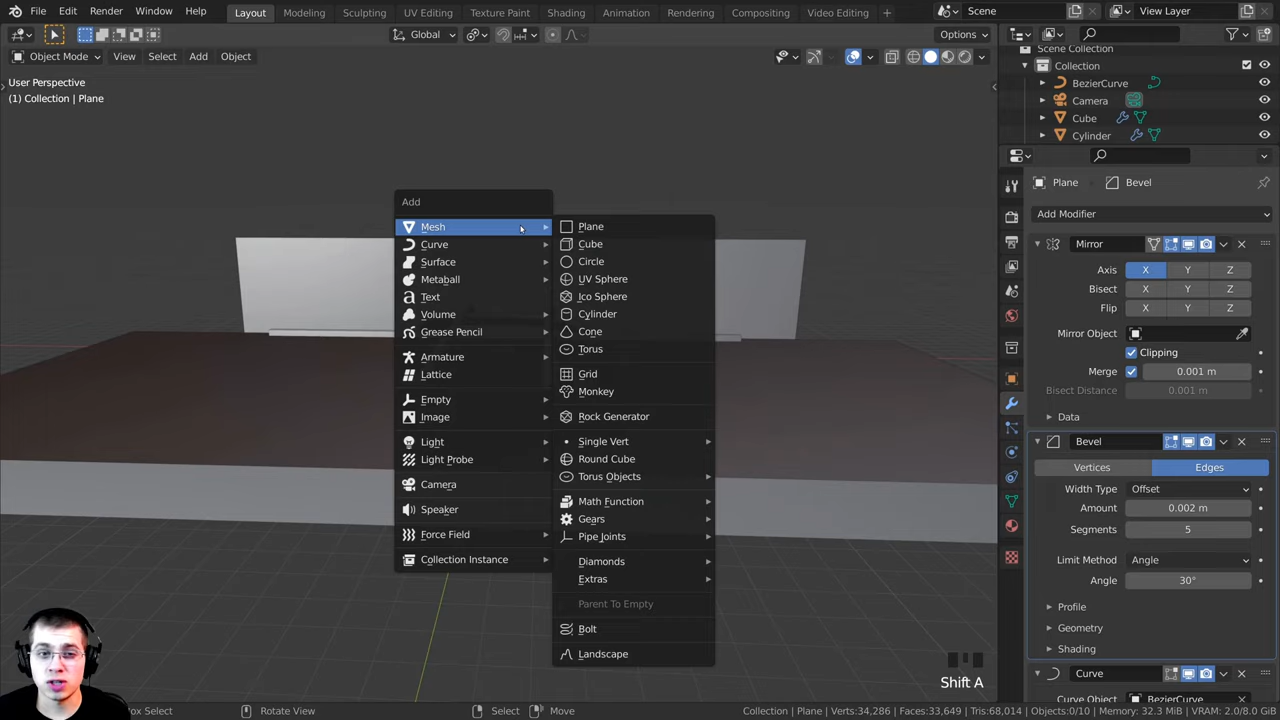 File Edit Render Window Help Layout Modeling Sculpting UV Editing Texture Paint Shading Animation Rendering Compositing Video Editing + Scene View Layer
Global Options
Object Mode View Select Add Object
User Perspective
(1) Collection | Plane
Scene Collection
Collection
BezierCurve
Camera
Cube
Cylinder
Add
Mesh
Curve
Surface
Metaball
Text
Volume
Grease Pencil
Armature
Lattice
Empty
Image
Light
Light Probe
Camera
Speaker
Force Field
Collection Instance
Plane
Cube
Circle
UV Sphere
Ico Sphere
Cylinder
Cone
Torus
Grid
Monkey
Rock Generator
Single Vert
Round Cube
Torus Objects
Math Function
Gears
Pipe Joints
Diamonds
Extras
Parent To Empty
Bolt
Landscape
Plane Bevel
Add Modifier
Mirror
Axis X Y Z
Bisect X Y Z
Flip X Y Z
Mirror Object
Clipping
Merge 0.001 m
Bisect Distance 0.001 m
Data
Bevel
Vertices Edges
Width Type Offset
Amount 0.002 m
Segments 5
Limit Method Angle
Angle 30°
Profile
Geometry
Shading
Curve
Curve Object BezierCurve
Shift A
ox Select Rotate View Select Move Collection | Plane | Verts:34,286 | Faces:33,649 | Tris:68,014 | Objects:0/10 | Memory: 32.3 MiB | VRAM: 2.0/8.0 GiB |